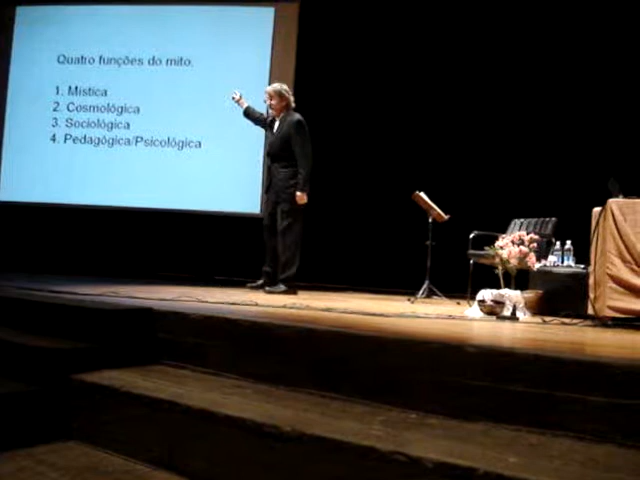 Quatro funções do mito.
1. Mística
2. Cosmológica
3. Sociológica
4. Pedagógica/Psicológica